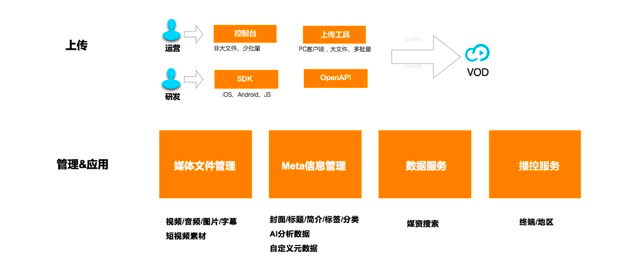 上传
运营
控制台
非大文件、少批量
上传工具
PC客户端，大文件、多批量
VOD
研发
SDK
iOS、Android、JS
OpenAPI
管理&应用
媒体文件管理
Meta信息管理
数据服务
播控服务
视频/音频/图片/字幕
短视频素材
封面/标题/简介/标签/分类
AI分析数据
自定义元数据
媒资搜索
终端/地区